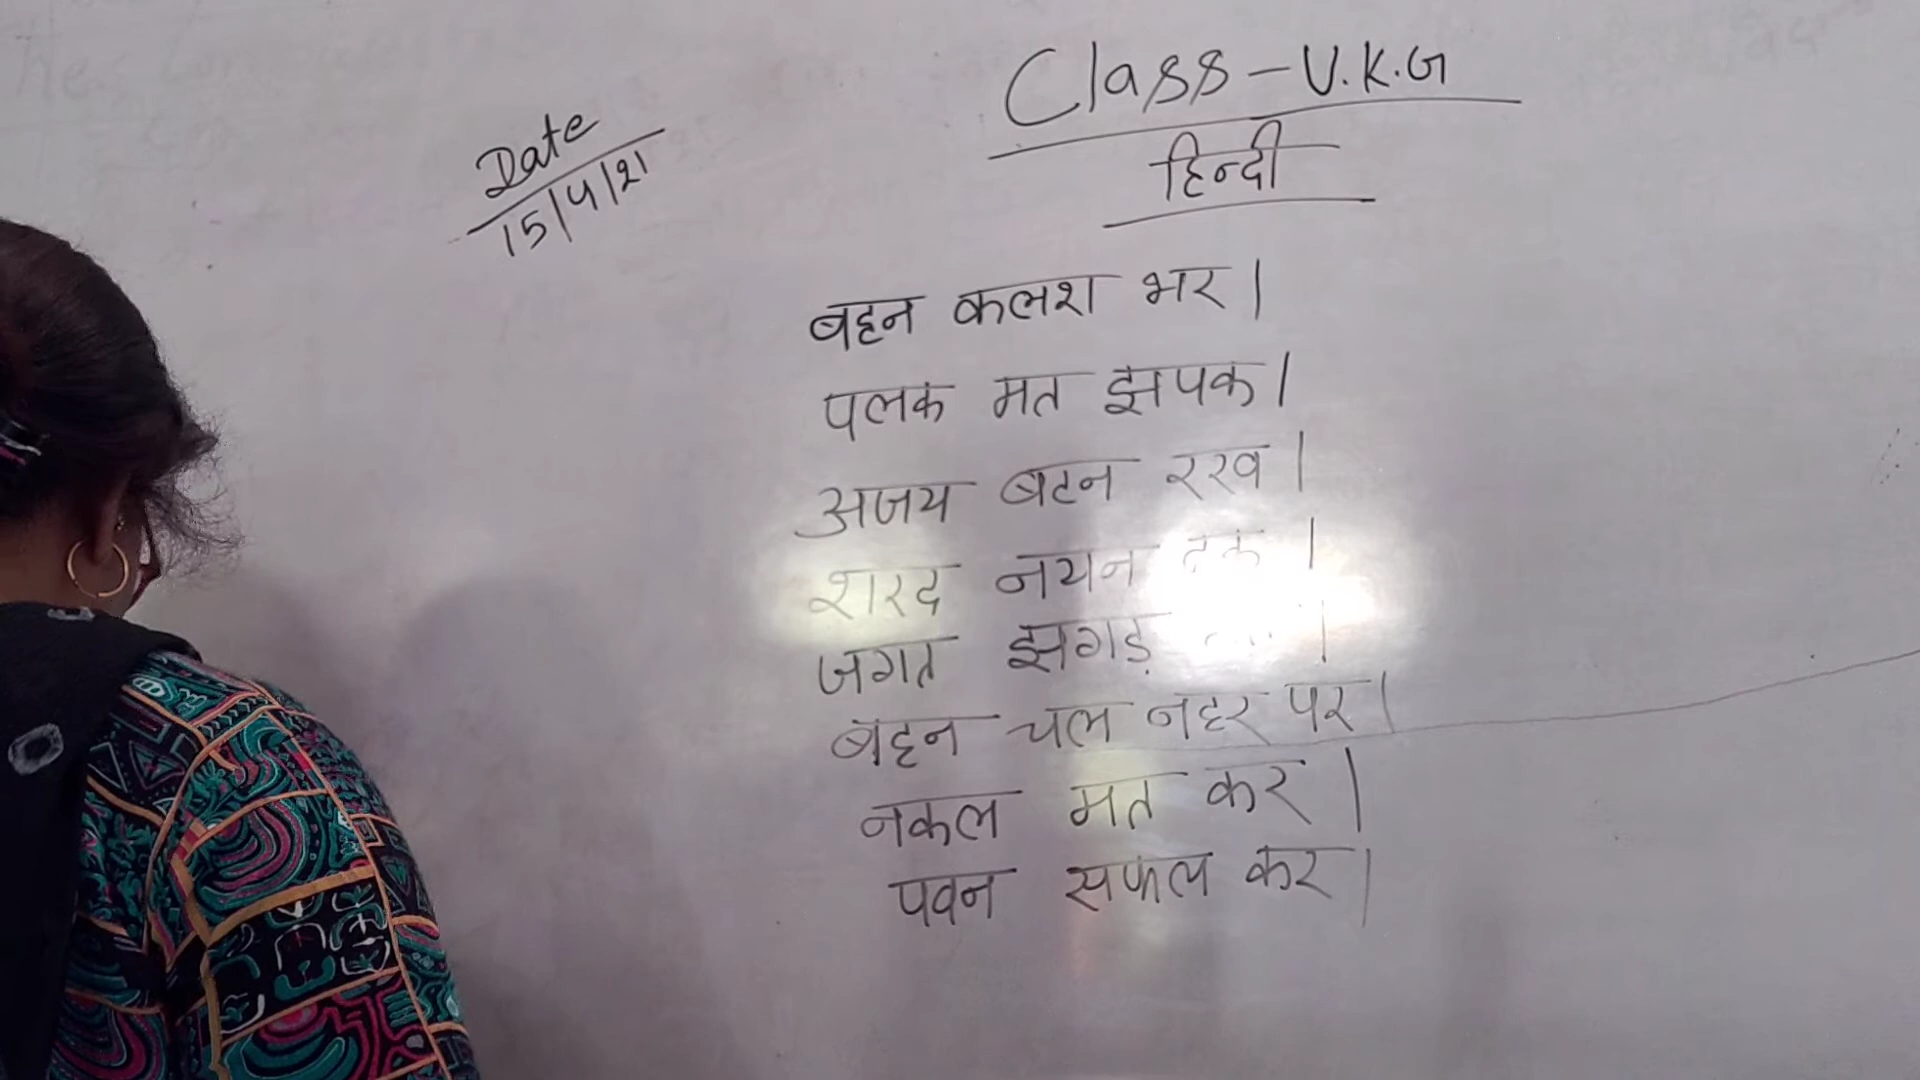 Class - U.K.G
Date
15/4/21
हिन्दी
बहन कलश भर।
पलक मत झपक।
अजय बटन रख।
शरद नयन ढक।
जगत झगड़ ।
बहन चल नहर पर।
नकल मत कर।
पवन सफल कर।